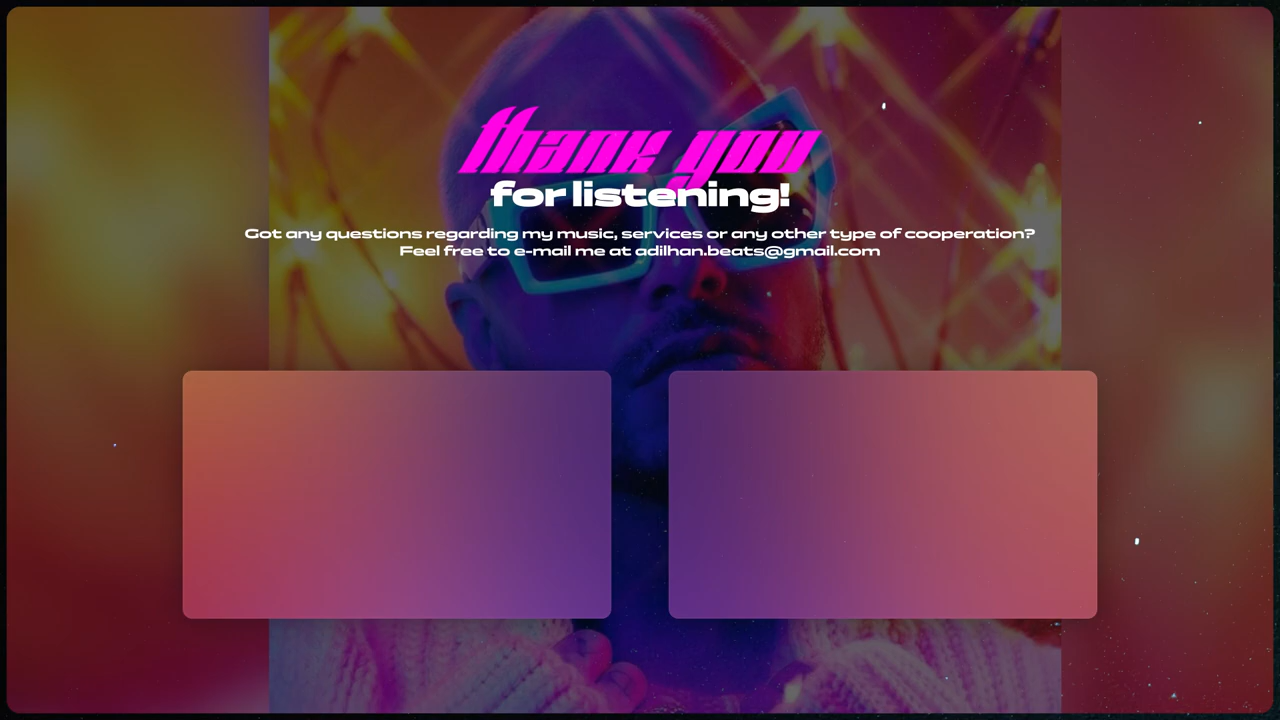 thank you
for listening!
Got any questions regarding my music, services or any other type of cooperation?
Feel free to e-mail me at adilhan.beats@gmail.com